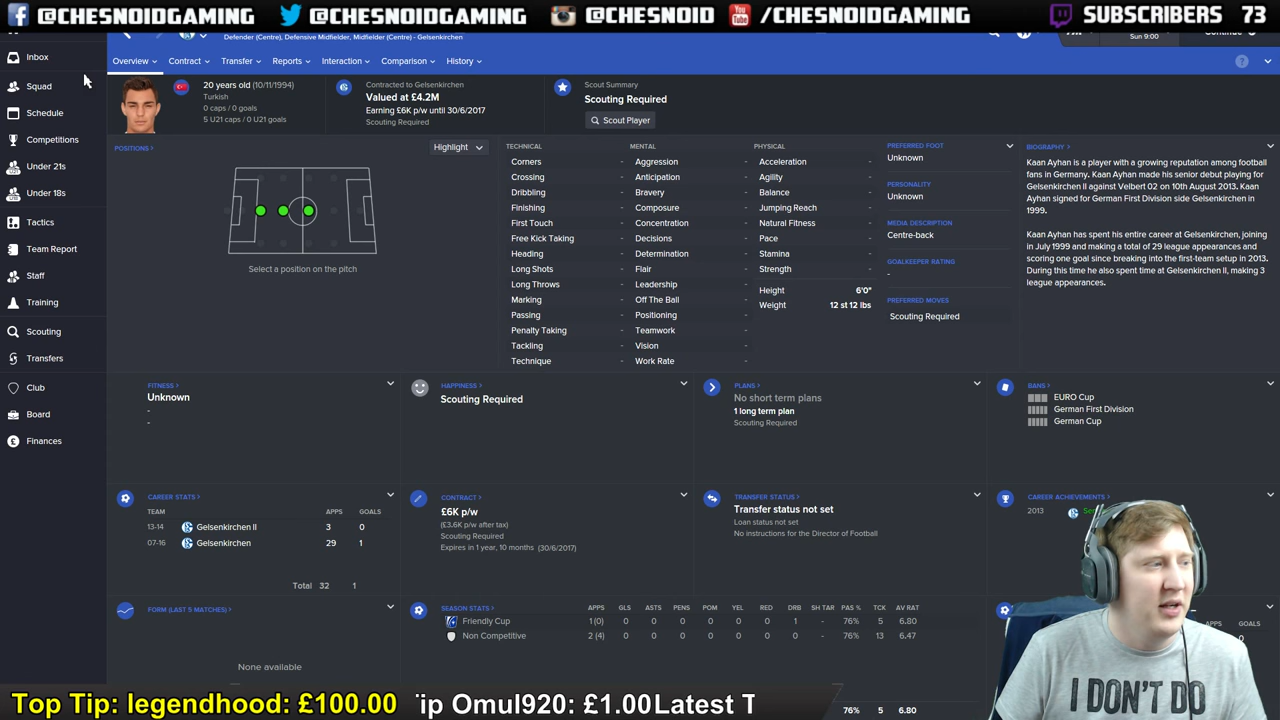 @CHESNOIDGAMING @CHESNOIDGAMING @CHESNOID /CHESNOIDGAMING SUBSCRIBERS 73
Defender (Centre), Defensive Midfielder, Midfielder (Centre) - Gelsenkirchen
Sun 9:00
Overview Contract Transfer Reports Interaction Comparison History
Inbox
Squad
Schedule
Competitions
Under 21s
Under 18s
Tactics
Team Report
Staff
Training
Scouting
Transfers
Club
Board
Finances
20 years old (10/11/1994)
Turkish
0 caps / 0 goals
5 U21 caps / 0 U21 goals
Contracted to Gelsenkirchen
Valued at £4.2M
Earning £6K p/w until 30/6/2017
Scouting Required
Scout Summary
Scouting Required
Scout Player
POSITIONS >
Highlight
Select a position on the pitch
TECHNICAL
Corners -
Crossing -
Dribbling -
Finishing -
First Touch -
Free Kick Taking -
Heading -
Long Shots -
Long Throws -
Marking -
Passing -
Penalty Taking -
Tackling -
Technique -
MENTAL
Aggression -
Anticipation -
Bravery -
Composure -
Concentration -
Decisions -
Determination -
Flair -
Leadership -
Off The Ball -
Positioning -
Teamwork -
Vision -
Work Rate -
PHYSICAL
Acceleration -
Agility -
Balance -
Jumping Reach -
Natural Fitness -
Pace -
Stamina -
Strength -
Height 6'0"
Weight 12 st 12 lbs
PREFERRED FOOT
Unknown
PERSONALITY
Unknown
MEDIA DESCRIPTION
Centre-back
GOALKEEPER RATING
-
PREFERRED MOVES
Scouting Required
BIOGRAPHY >
Kaan Ayhan is a player with a growing reputation among football
fans in Germany. Kaan Ayhan made his senior debut playing for
Gelsenkirchen II against Velbert 02 on 10th August 2013. Kaan
Ayhan signed for German First Division side Gelsenkirchen in
1999.
Kaan Ayhan has spent his entire career at Gelsenkirchen, joining
in July 1999 and making a total of 29 league appearances and
scoring one goal since breaking into the first-team setup in 2013.
During this time he also spent time at Gelsenkirchen II, making 3
league appearances.
FITNESS >
Unknown
-
-
HAPPINESS >
Scouting Required
PLANS >
No short term plans
1 long term plan
Scouting Required
BANS >
EURO Cup
German First Division
German Cup
CAREER STATS >
TEAM APPS GOALS
13-14 Gelsenkirchen II 3 0
07-16 Gelsenkirchen 29 1
Total 32 1
CONTRACT >
£6K p/w
(£3.6K p/w after tax)
Scouting Required
Expires in 1 year, 10 months (30/6/2017)
TRANSFER STATUS >
Transfer status not set
Loan status not set
No instructions for the Director of Football
CAREER ACHIEVEMENTS >
2013
FORM (LAST 5 MATCHES) >
None available
SEASON STATS > APPS GLS ASTS PENS POM YEL RED DRB SH TAR PAS % TCK AV RAT
Friendly Cup 1 (0) 0 0 0 0 0 0 1 - 76% 5 6.80
Non Competitive 2 (4) 0 0 0 0 0 0 0 - 76% 13 6.47
76% 5 6.80
APPS GOALS
I DON'T DO
Top Tip: legendhood: £100.00 ip Omul920: £1.00Latest T